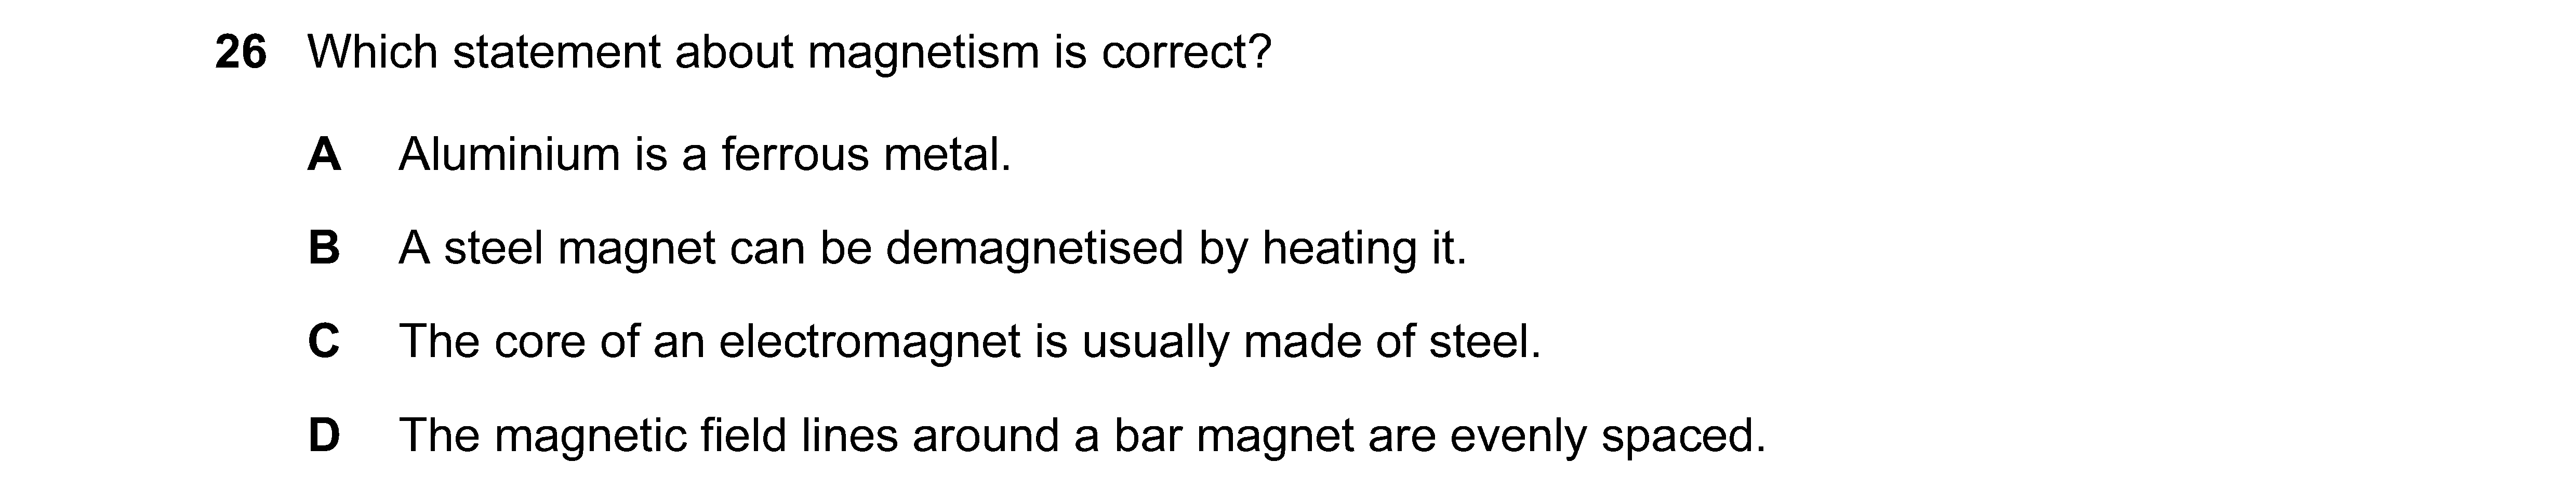 26 Which statement about magnetism is correct?
A Aluminium is a ferrous metal.
B A steel magnet can be demagnetised by heating it.
C The core of an electromagnet is usually made of steel.
D The magnetic field lines around a bar magnet are evenly spaced.